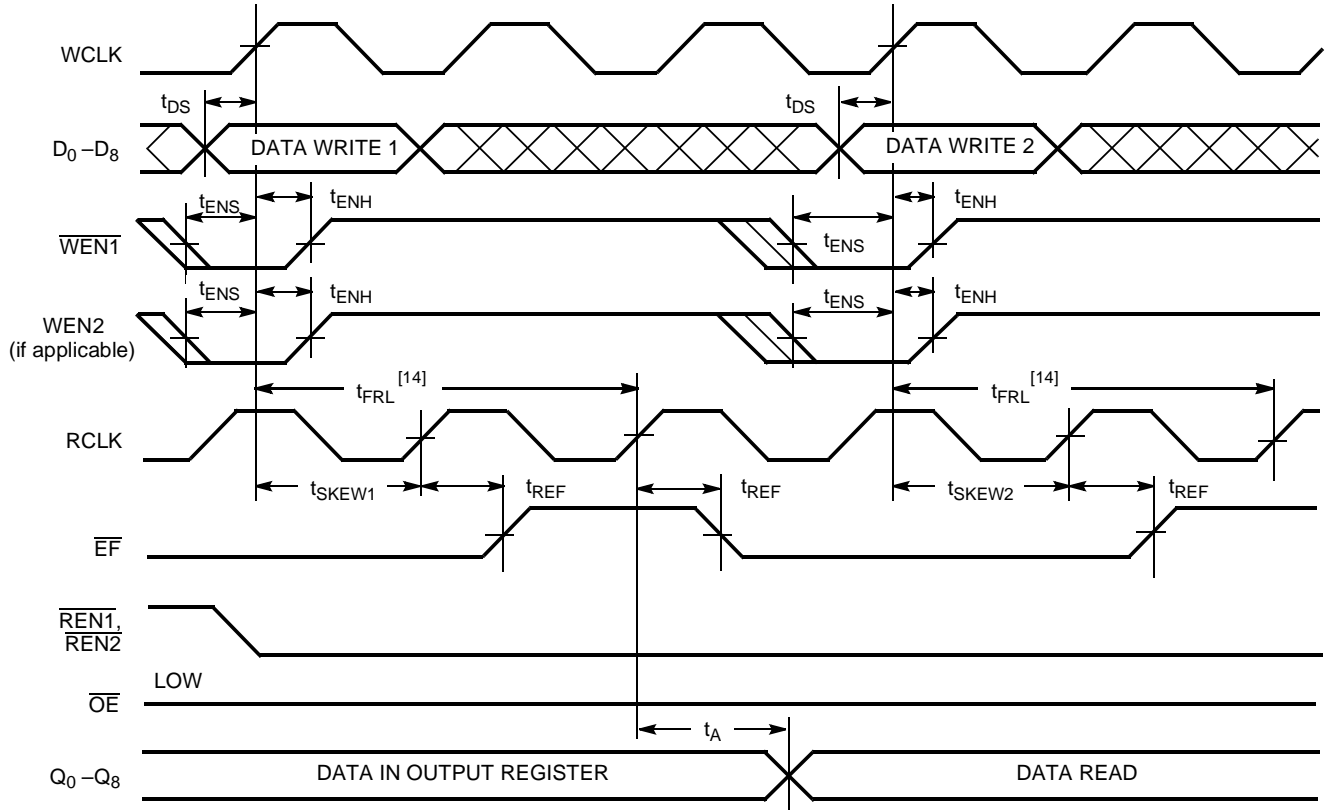 WCLK
tDS tDS
D0 –D8 DATA WRITE 1 DATA WRITE 2
tENS tENH tENS tENH
WEN1
tENS tENH tENS tENH
WEN2
(if applicable)
tFRL [14] tFRL [14]
RCLK
tSKEW1 tREF tREF tSKEW2 tREF
EF
REN1,
REN2
LOW
OE
tA
Q0 –Q8 DATA IN OUTPUT REGISTER DATA READ